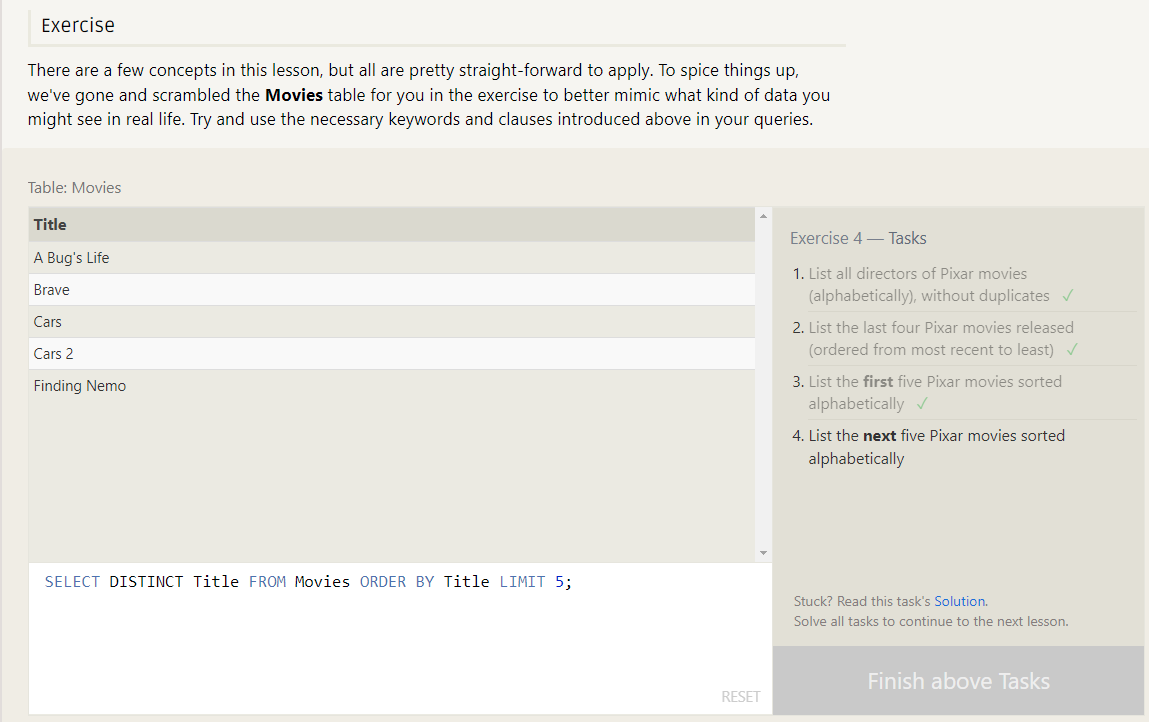 Exercise
There are a few concepts in this lesson, but all are pretty straight-forward to apply. To spice things up,
we've gone and scrambled the Movies table for you in the exercise to better mimic what kind of data you
might see in real life. Try and use the necessary keywords and clauses introduced above in your queries.
Table: Movies
Title
A Bug's Life
Brave
Cars
Cars 2
Finding Nemo
SELECT DISTINCT Title FROM Movies ORDER BY Title LIMIT 5;
RESET
Exercise 4 — Tasks
1. List all directors of Pixar movies
(alphabetically), without duplicates ✓
2. List the last four Pixar movies released
(ordered from most recent to least) ✓
3. List the first five Pixar movies sorted
alphabetically ✓
4. List the next five Pixar movies sorted
alphabetically
Stuck? Read this task's Solution.
Solve all tasks to continue to the next lesson.
Finish above Tasks